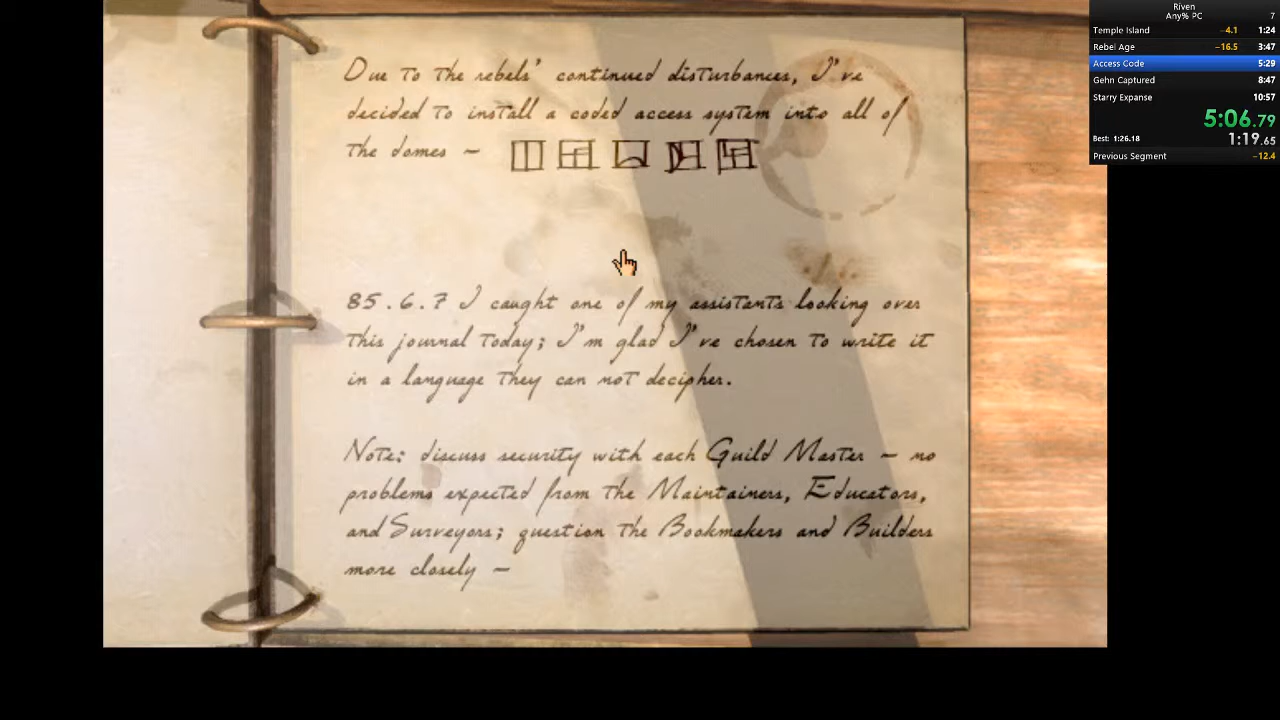 Due to the rebels' continued disturbances, I've
decided to install a coded access system into all of
the domes –
85.6.7 I caught one of my assistants looking over
this journal today; I'm glad I've chosen to write it
in a language they can not decipher.
Note: discuss security with each Guild Master – no
problems expected from the Maintainers, Educators,
and Surveyors; question the Bookmakers and Builders
more closely –
Riven
Any% PC 7
Temple Island −4.1 1:24
Rebel Age −16.5 3:47
Access Code 5:29
Gehn Captured 8:47
Starry Expanse 10:57
5:06.79
Best: 1:26.18 1:19.65
Previous Segment −12.4